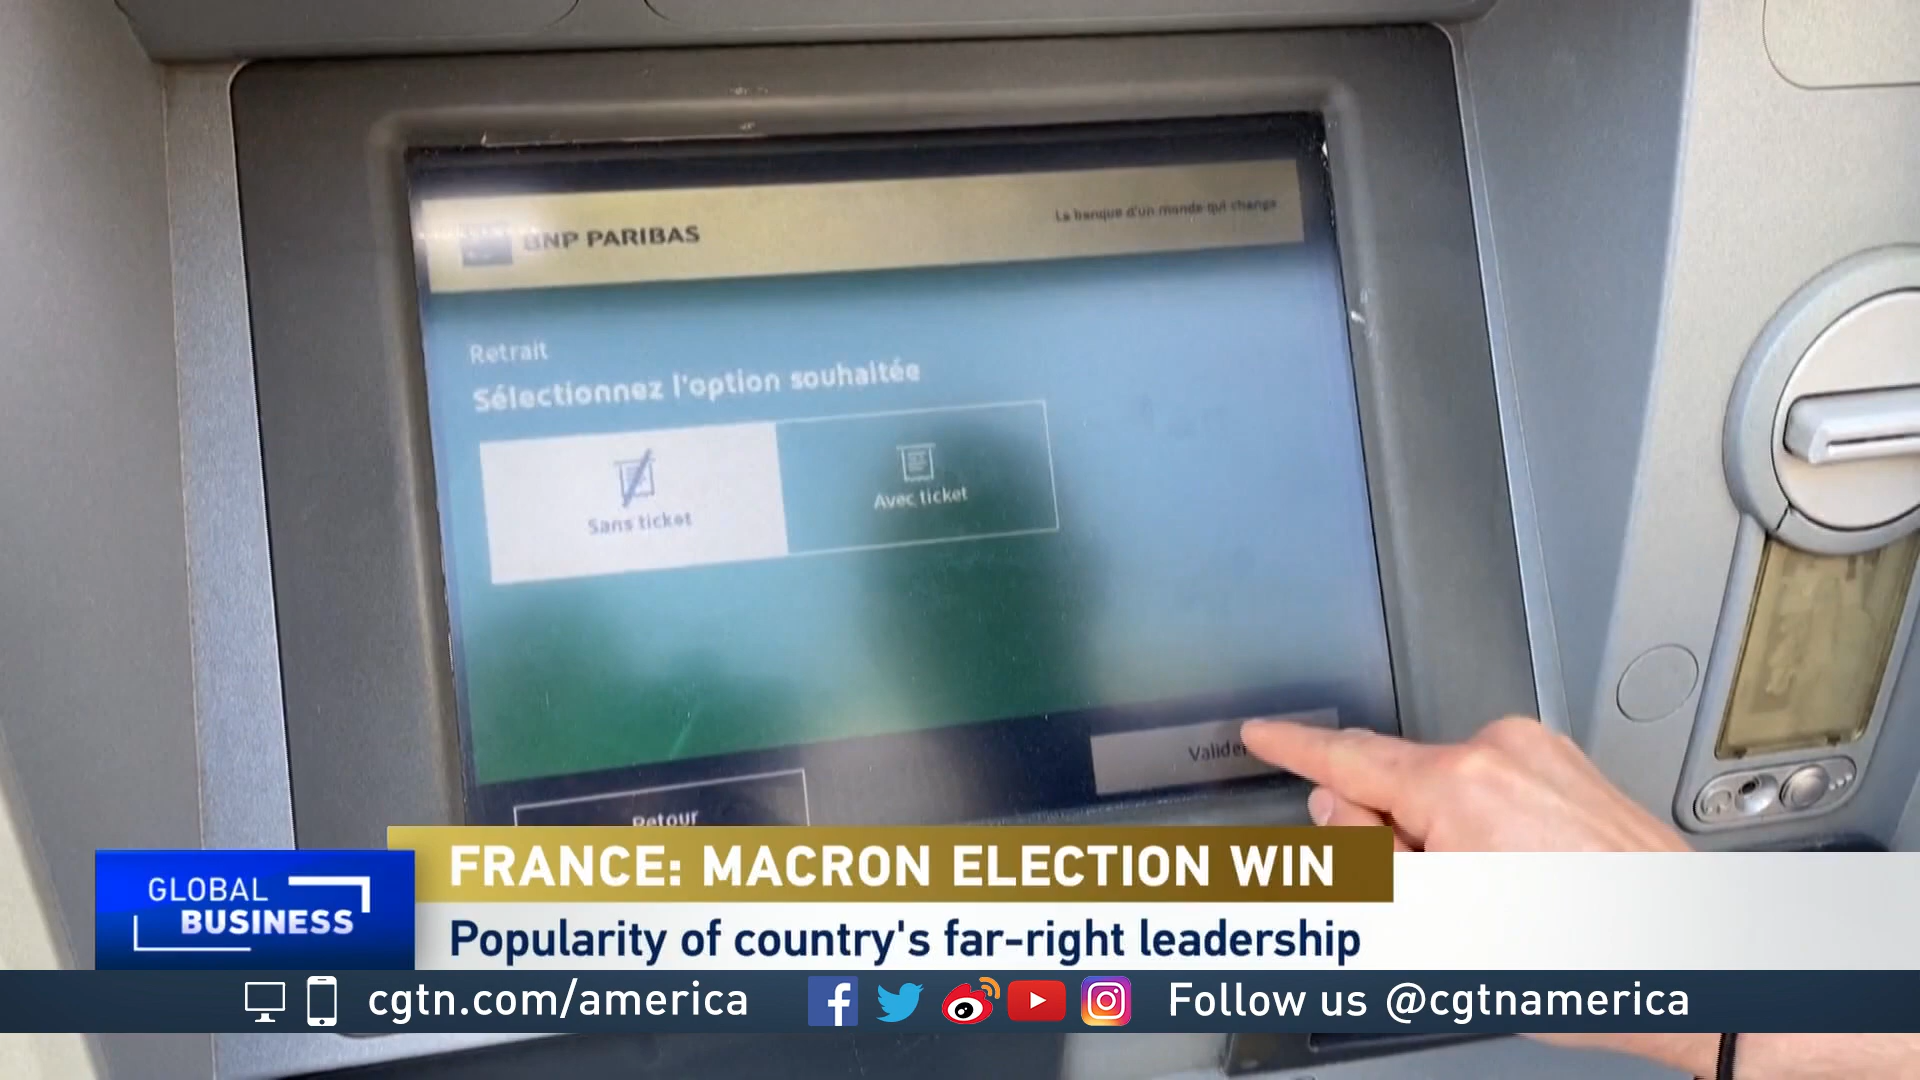 BNP PARIBAS
La banque d'un monde qui change
Retrait
Sélectionnez l'option souhaitée
Sans ticket
Avec ticket
Valider
Retour
FRANCE: MACRON ELECTION WIN
GLOBAL
BUSINESS
Popularity of country's far-right leadership
cgtn.com/america
Follow us @cgtnamerica